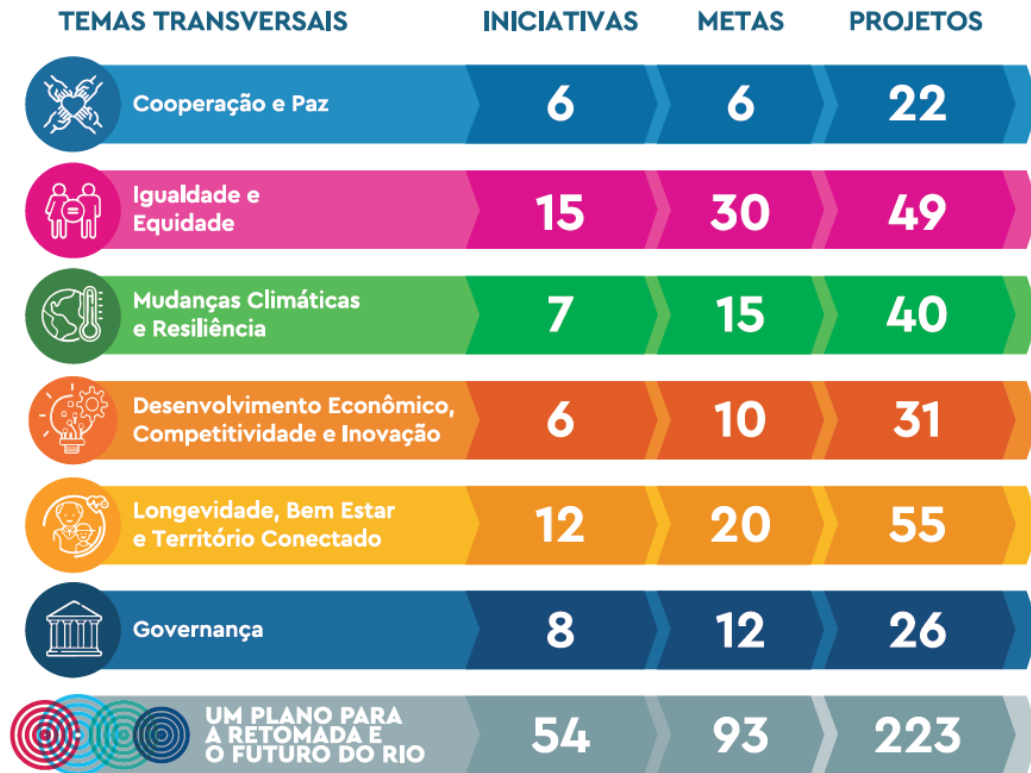 TEMAS TRANSVERSAIS INICIATIVAS METAS PROJETOS
Cooperação e Paz 6 6 22
Igualdade e
Equidade 15 30 49
Mudanças Climáticas
e Resiliência 7 15 40
Desenvolvimento Econômico,
Competitividade e Inovação 6 10 31
Longevidade, Bem Estar
e Território Conectado 12 20 55
Governança 8 12 26
UM PLANO PARA
A RETOMADA E
O FUTURO DO RIO 54 93 223